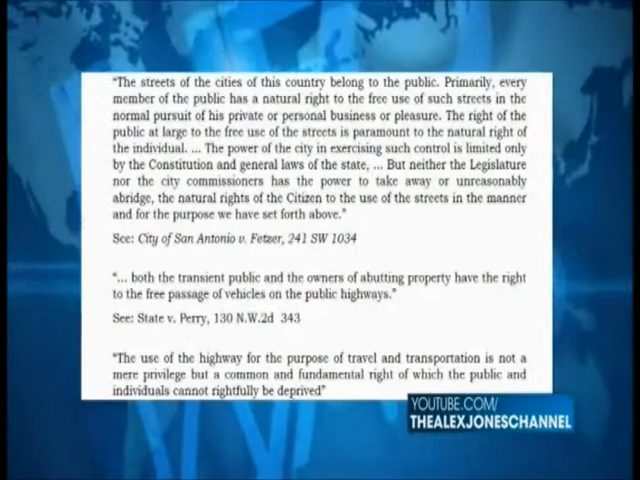 "The streets of the cities of this country belong to the public. Primarily, every
member of the public has a natural right to the free use of such streets in the
normal pursuit of his private or personal business or pleasure. The right of the
public at large to the free use of the streets is paramount to the natural right of
the individual. ... The power of the city in exercising such control is limited only
by the Constitution and general laws of the state, ... But neither the Legislature
nor the city commissioners has the power to take away or unreasonably
abridge, the natural rights of the Citizen to the use of the streets in the manner
and for the purpose we have set forth above."
See: City of San Antonio v. Fetzer, 241 SW 1034
"... both the transient public and the owners of abutting property have the right
to the free passage of vehicles on the public highways."
See: State v. Perry, 130 N.W.2d 343
"The use of the highway for the purpose of travel and transportation is not a
mere privilege but a common and fundamental right of which the public and
individuals cannot rightfully be deprived"
YOUTUBE.COM/
THEALEXJONESCHANNEL